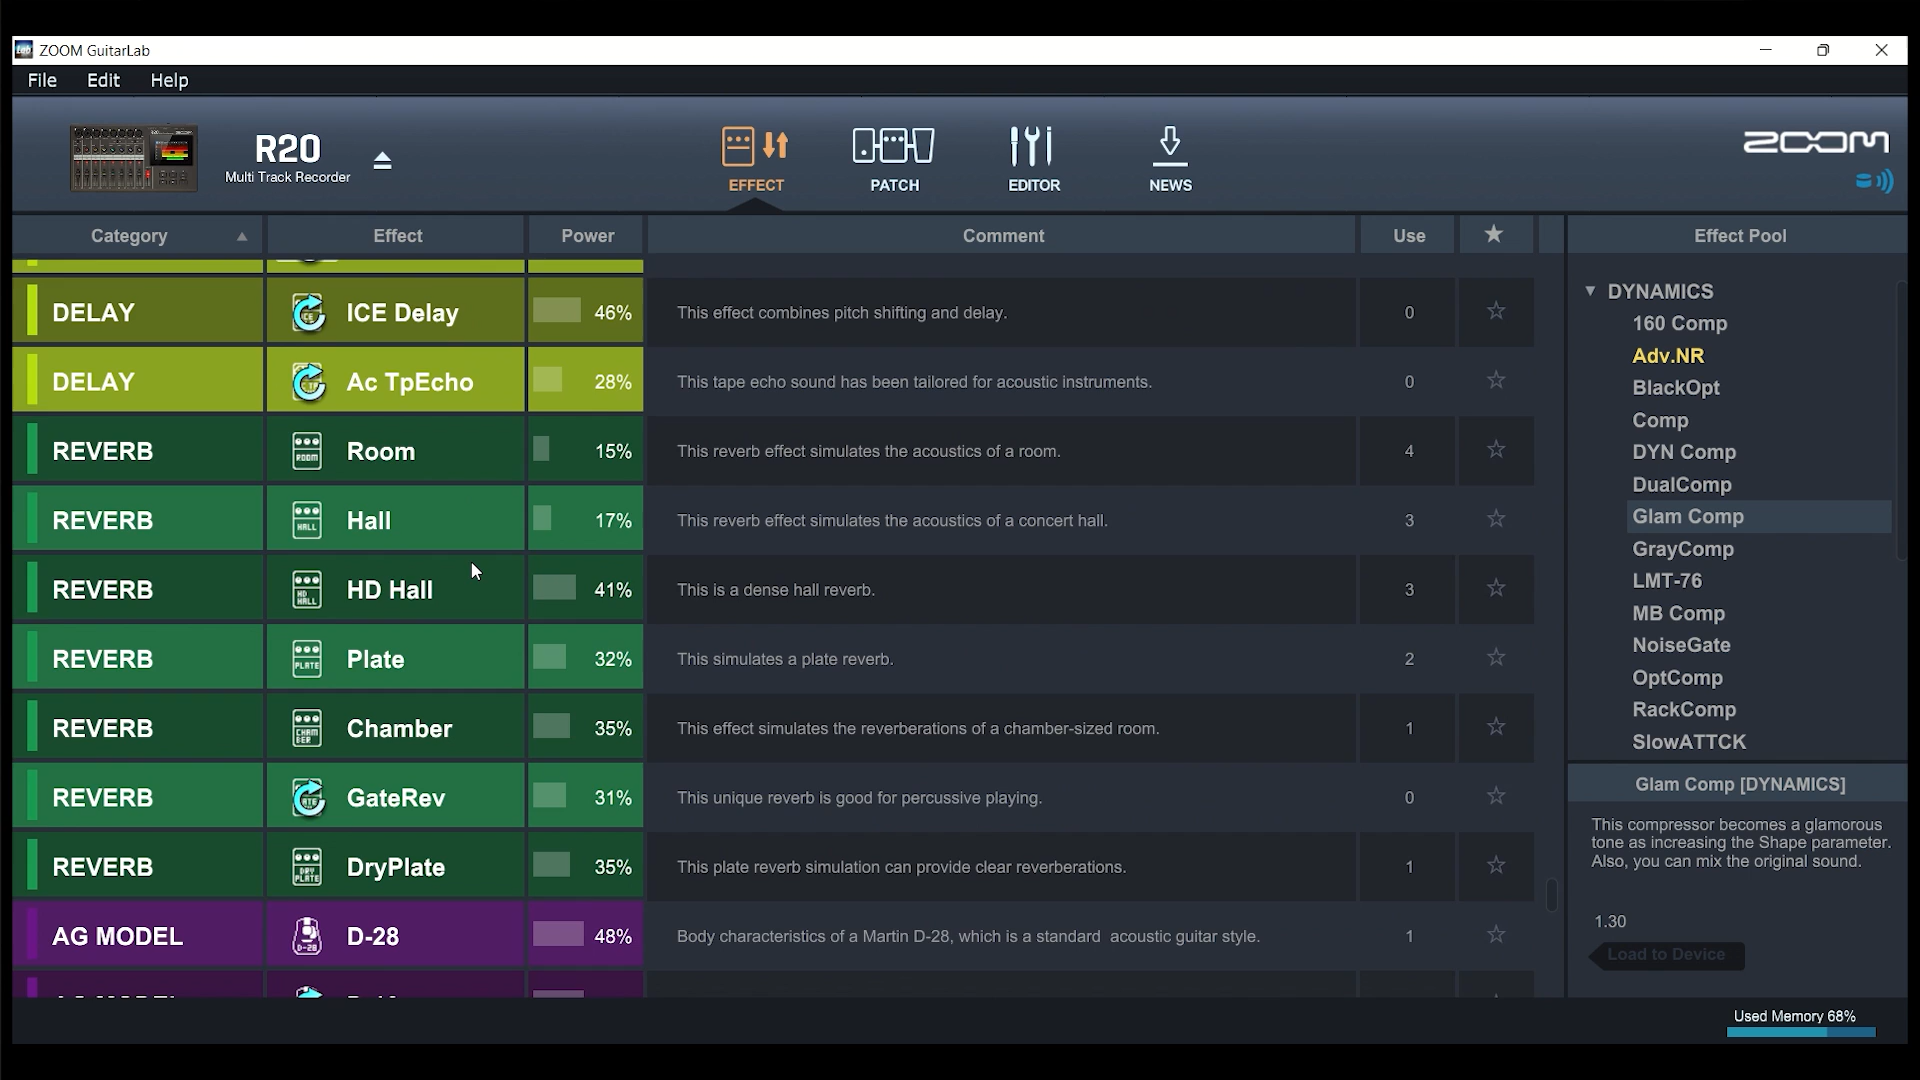 ZOOM GuitarLab
File Edit Help
R20
Multi Track Recorder
EFFECT PATCH EDITOR NEWS
ZOOM
Category Effect Power Comment Use ★ Effect Pool
DELAY ICE Delay 46% This effect combines pitch shifting and delay. 0
DELAY Ac TpEcho 28% This tape echo sound has been tailored for acoustic instruments. 0
REVERB Room 15% This reverb effect simulates the acoustics of a room. 4
REVERB Hall 17% This reverb effect simulates the acoustics of a concert hall. 3
REVERB HD Hall 41% This is a dense hall reverb. 3
REVERB Plate 32% This simulates a plate reverb. 2
REVERB Chamber 35% This effect simulates the reverberations of a chamber-sized room. 1
REVERB GateRev 31% This unique reverb is good for percussive playing. 0
REVERB DryPlate 35% This plate reverb simulation can provide clear reverberations. 1
AG MODEL D-28 48% Body characteristics of a Martin D-28, which is a standard acoustic guitar style. 1
DYNAMICS
160 Comp
Adv.NR
BlackOpt
Comp
DYN Comp
DualComp
Glam Comp
GrayComp
LMT-76
MB Comp
NoiseGate
OptComp
RackComp
SlowATTCK
Glam Comp [DYNAMICS]
This compressor becomes a glamorous
tone as increasing the Shape parameter.
Also, you can mix the original sound.
1.30
Load to Device
Used Memory 68%